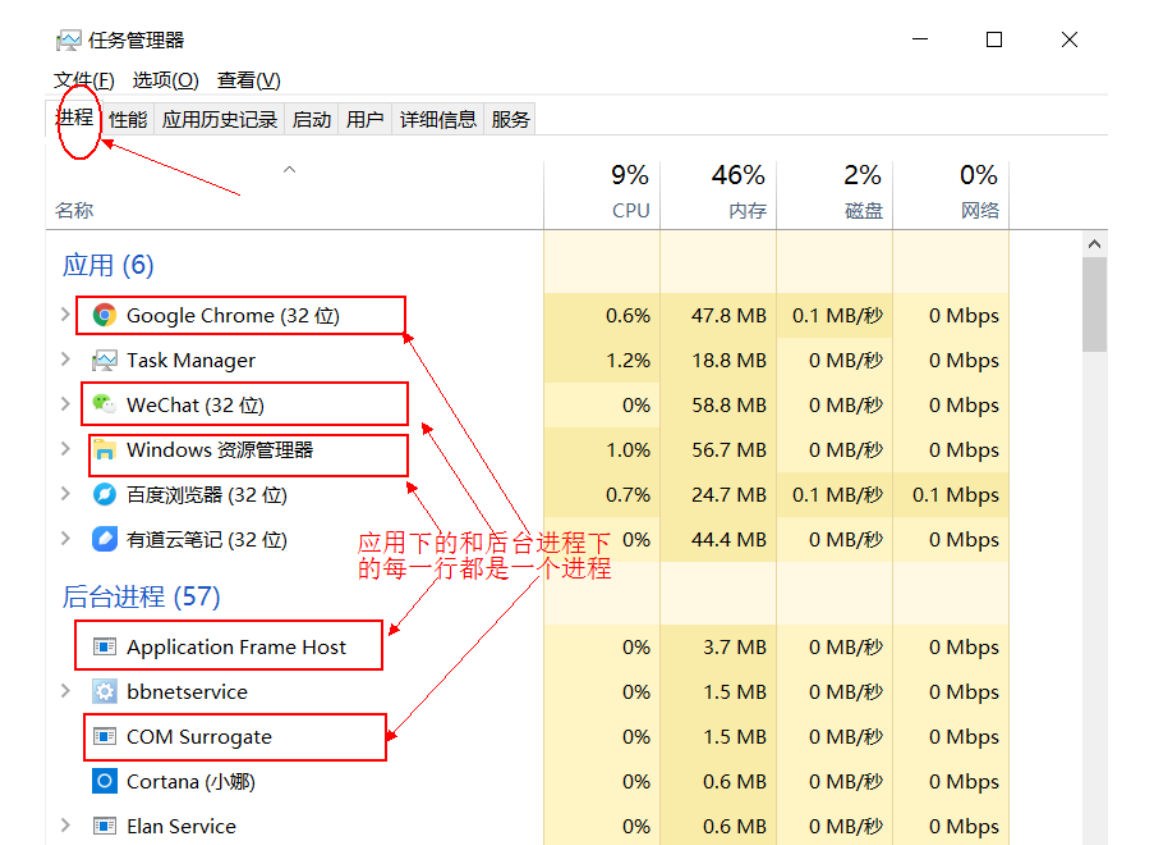 任务管理器
文件(F) 选项(O) 查看(V)
进程 性能 应用历史记录 启动 用户 详细信息 服务
9% 46% 2% 0%
名称 CPU 内存 磁盘 网络
应用 (6)
Google Chrome (32 位) 0.6% 47.8 MB 0.1 MB/秒 0 Mbps
Task Manager 1.2% 18.8 MB 0 MB/秒 0 Mbps
WeChat (32 位) 0% 58.8 MB 0 MB/秒 0 Mbps
Windows 资源管理器 1.0% 56.7 MB 0 MB/秒 0 Mbps
百度浏览器 (32 位) 0.7% 24.7 MB 0.1 MB/秒 0.1 Mbps
有道云笔记 (32 位) 0% 44.4 MB 0 MB/秒 0 Mbps
应用下的和后台进程下
的每一行都是一个进程
后台进程 (57)
Application Frame Host 0% 3.7 MB 0 MB/秒 0 Mbps
bbnetservice 0% 1.5 MB 0 MB/秒 0 Mbps
COM Surrogate 0% 1.5 MB 0 MB/秒 0 Mbps
Cortana (小娜) 0% 0.6 MB 0 MB/秒 0 Mbps
Elan Service 0% 0.6 MB 0 MB/秒 0 Mbps